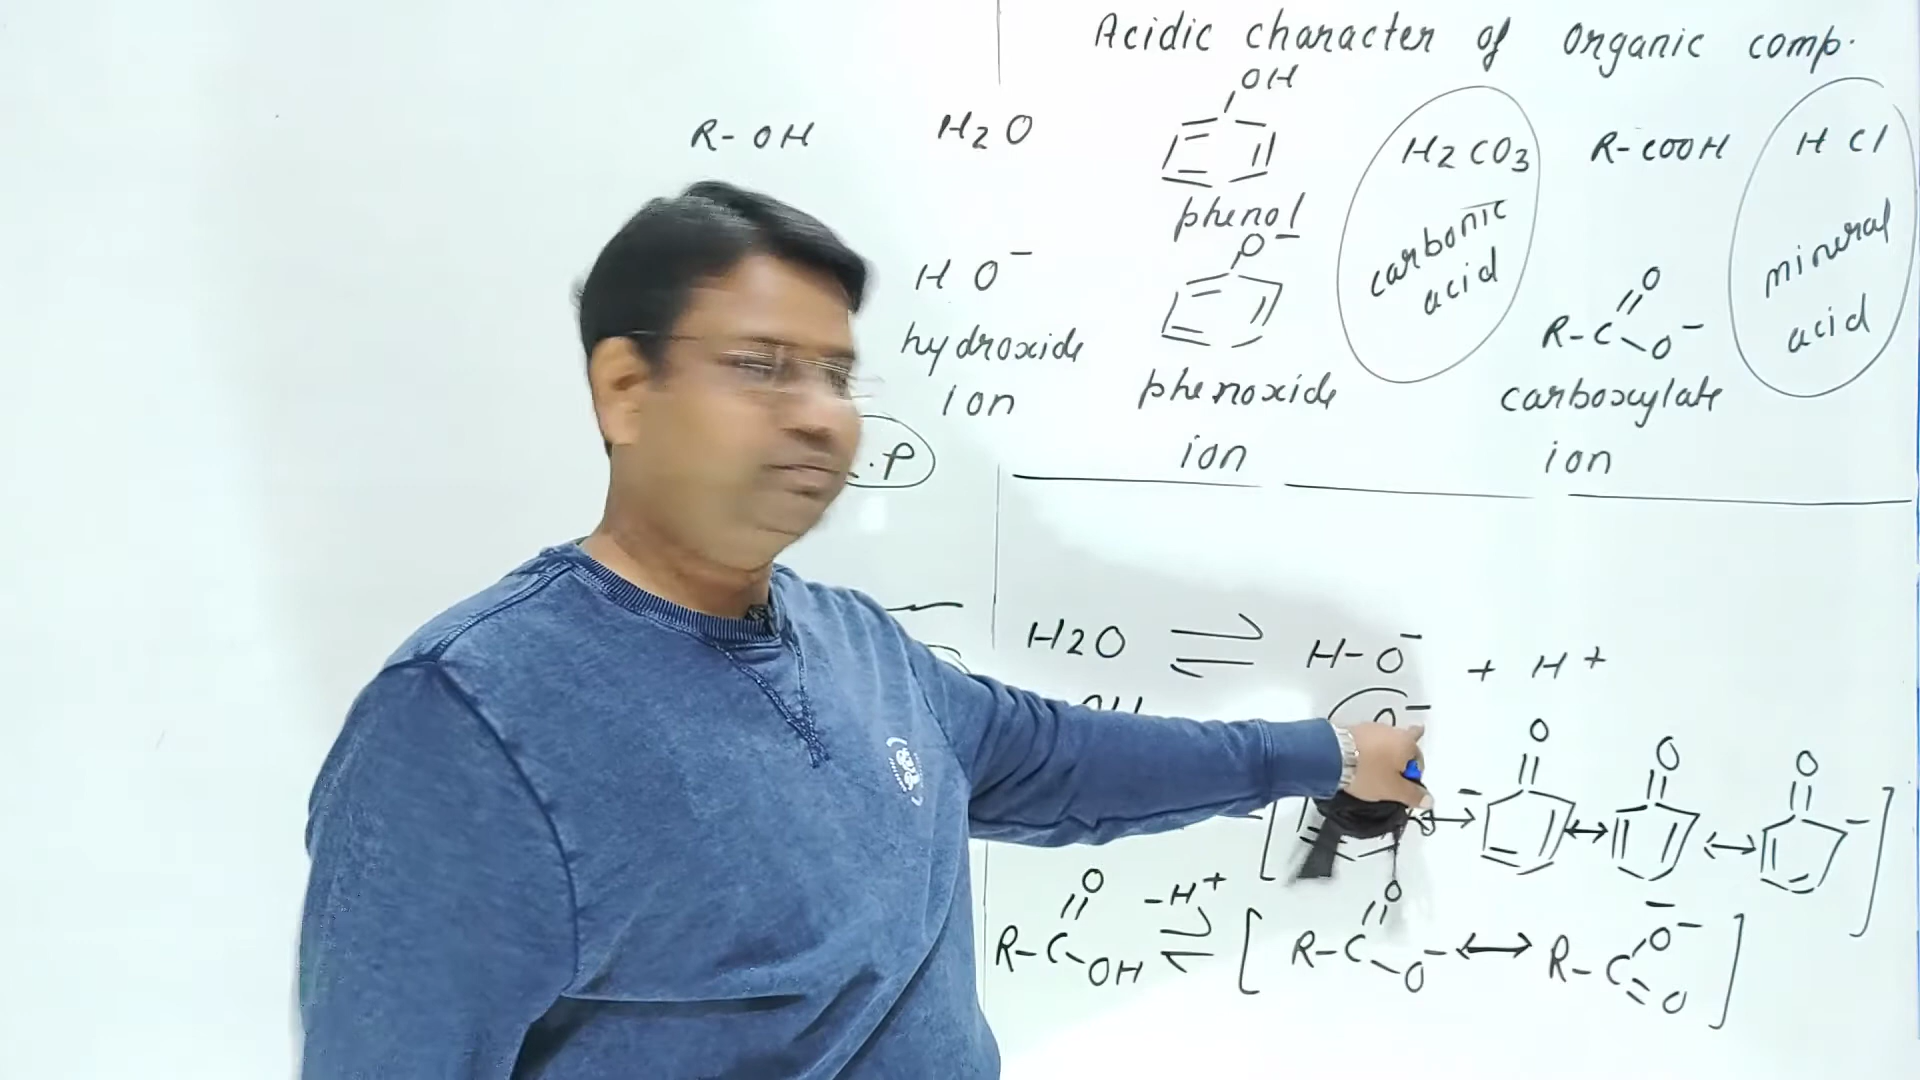 Acidic character of organic comp.
R-OH H2O OH H2CO3 R-COOH HCl
phenol carbonic acid mineral acid
HO⁻ O⁻ R-C O O⁻
hydroxide ion phenoxide ion carboxylate ion
.P
H2O ⇌ H-O⁻ + H+
OH [ O⁻ ↔ O ⁻ ↔ O ⁻ ↔ O ⁻ ]
R-C O OH -H+ ⇌ [ R-C O O⁻ ↔ R-C O⁻ O ]